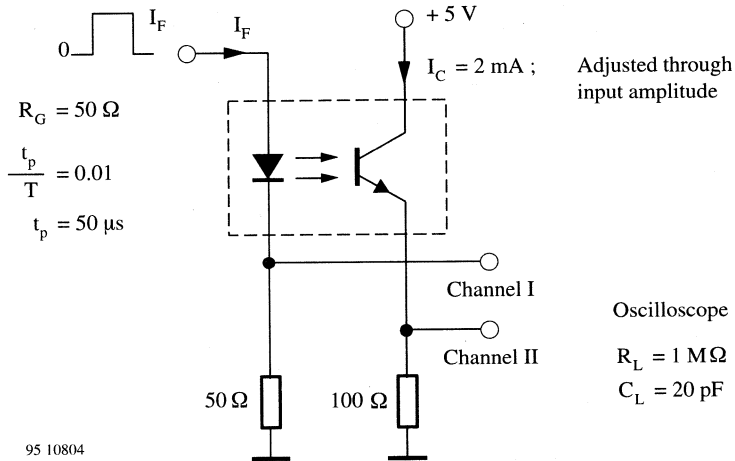 I_F
0
I_F
+ 5 V
I_C = 2 mA ;
Adjusted through
input amplitude
R_G = 50 Ω
t_p
T
= 0.01
t_p = 50 μs
Channel I
Channel II
50 Ω
100 Ω
Oscilloscope
R_L = 1 MΩ
C_L = 20 pF
95 10804